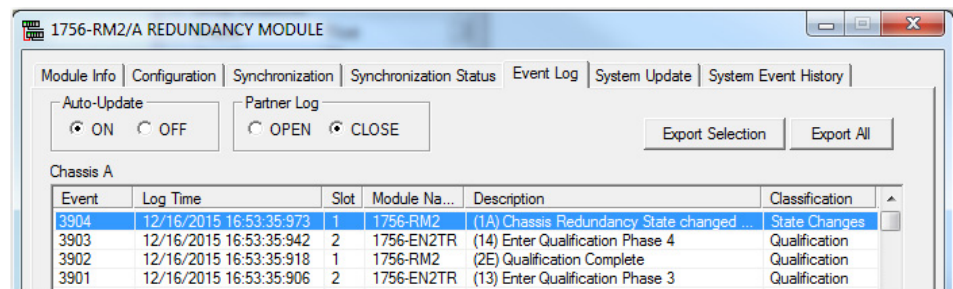 1756-RM2/A REDUNDANCY MODULE
Module Info Configuration Synchronization Synchronization Status Event Log System Update System Event History
Auto-Update Partner Log
ON OFF OPEN CLOSE Export Selection Export All
Chassis A
Event Log Time Slot Module Na... Description Classification
3904 12/16/2015 16:53:35:973 1 1756-RM2 (1A) Chassis Redundancy State changed ... State Changes
3903 12/16/2015 16:53:35:942 2 1756-EN2TR (14) Enter Qualification Phase 4 Qualification
3902 12/16/2015 16:53:35:918 1 1756-RM2 (2E) Qualification Complete Qualification
3901 12/16/2015 16:53:35:906 2 1756-EN2TR (13) Enter Qualification Phase 3 Qualification